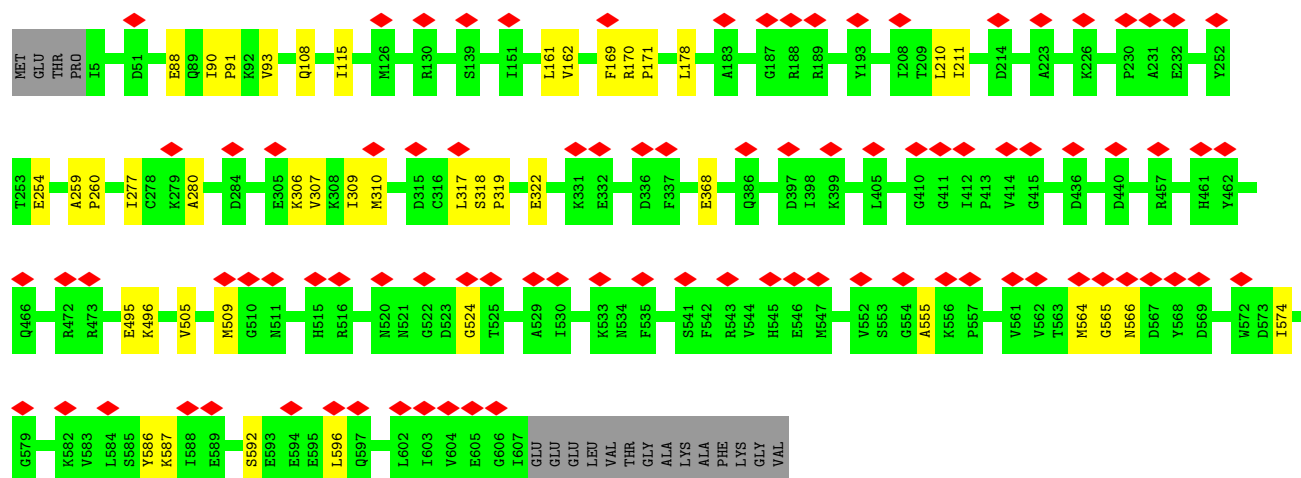 MET GLU THR PRO I5 D51 E88 Q89 I90 P91 K92 V93 Q108 I115 M126 R130 S139 I151 L161 V162 F169 R170 P171 L178 A183 G187 R188 R189 Y193 I208 T209 L210 I211 D214 A223 K226 P230 A231 E232 Y252
T253 E254 A259 P260 I277 C278 K279 A280 D284 E305 K306 V307 K308 I309 M310 D315 C316 L317 S318 P319 E322 K331 E332 D336 F337 E368 Q386 D397 I398 K399 L405 G410 G411 I412 P413 V414 G415 D436 D440 R457 H461 Y462
Q466 R472 R473 E495 K496 V505 M509 G510 N511 H515 R516 N520 N521 G522 D523 G524 T525 A529 I530 K533 N534 F535 S541 F542 R543 V544 H545 E546 M547 V552 S553 G554 A555 K556 P557 V561 V562 T563 M564 G565 N566 D567 Y568 D569 W572 D573 I574
G579 K582 V583 L584 S585 Y586 K587 I588 E589 S592 E593 E594 E595 L596 Q597 L602 I603 V604 E605 G606 I607 GLU GLU GLU LEU VAL THR GLY ALA LYS ALA PHE LYS GLY VAL